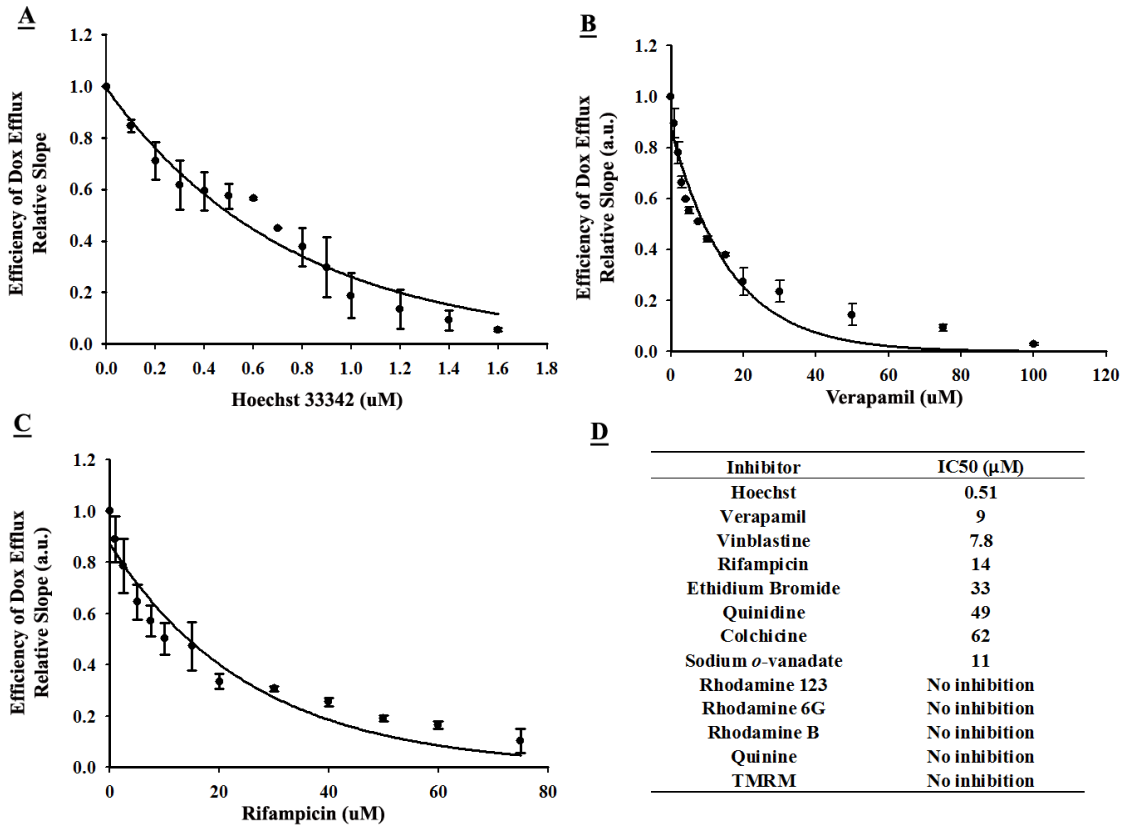 A
Efficiency of Dox Efflux
Relative Slope
1.2
1.0
0.8
0.6
0.4
0.2
0.0
0.0 0.2 0.4 0.6 0.8 1.0 1.2 1.4 1.6 1.8
Hoechst 33342 (uM)
B
Efficiency of Dox Efflux
Relative Slope (a.u.)
1.2
1.0
0.8
0.6
0.4
0.2
0.0
0 20 40 60 80 100 120
Verapamil (uM)
C
Efficiency of Dox Efflux
Relative Slope (a.u.)
1.2
1.0
0.8
0.6
0.4
0.2
0.0
0 20 40 60 80
Rifampicin (uM)
D
Inhibitor IC50 (µM)
Hoechst 0.51
Verapamil 9
Vinblastine 7.8
Rifampicin 14
Ethidium Bromide 33
Quinidine 49
Colchicine 62
Sodium o-vanadate 11
Rhodamine 123 No inhibition
Rhodamine 6G No inhibition
Rhodamine B No inhibition
Quinine No inhibition
TMRM No inhibition